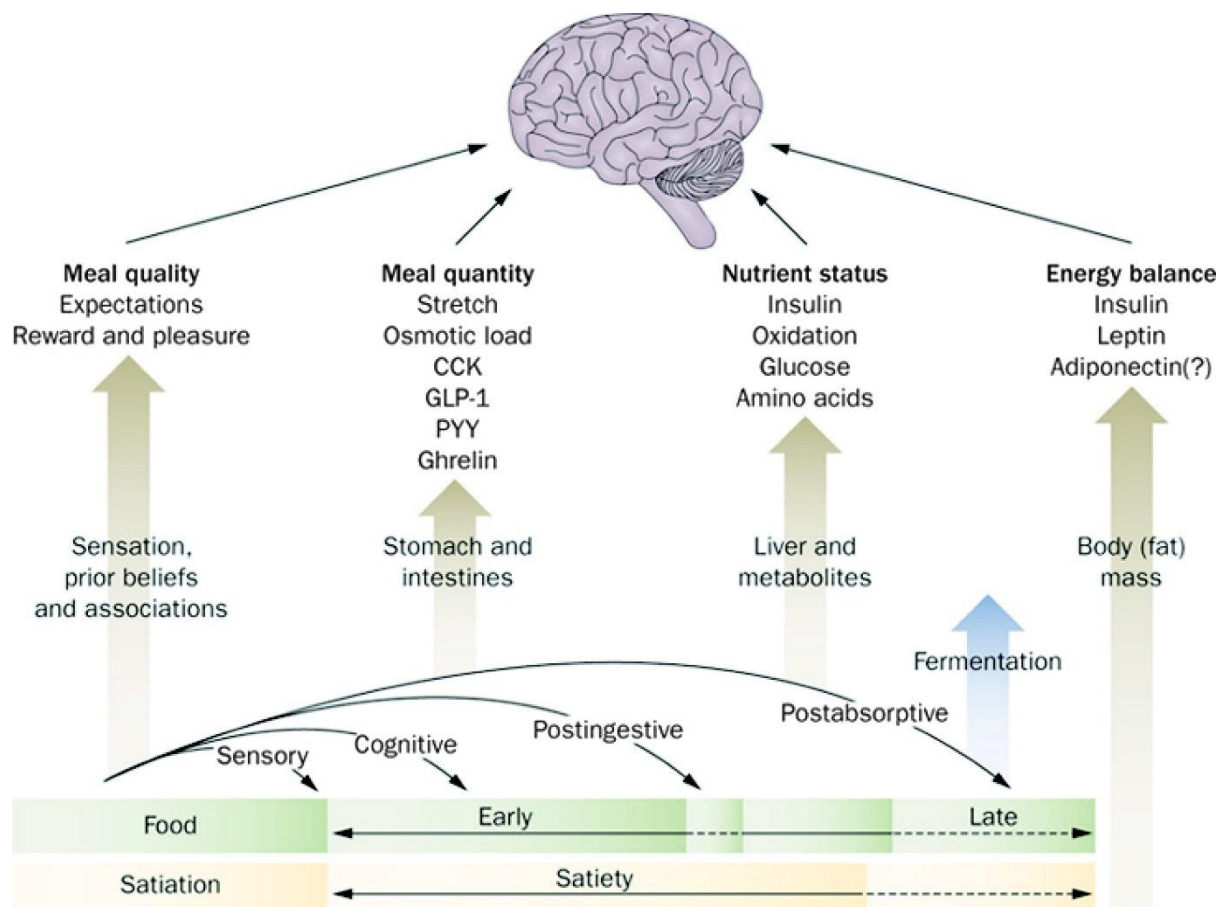 Meal quality
Expectations
Reward and pleasure
Meal quantity
Stretch
Osmotic load
CCK
GLP-1
PYY
Ghrelin
Nutrient status
Insulin
Oxidation
Glucose
Amino acids
Energy balance
Insulin
Leptin
Adiponectin(?)
Sensation,
prior beliefs
and associations
Stomach and
intestines
Liver and
metabolites
Body (fat)
mass
Fermentation
Sensory
Cognitive
Postingestive
Postabsorptive
Food
Early
Late
Satiation
Satiety